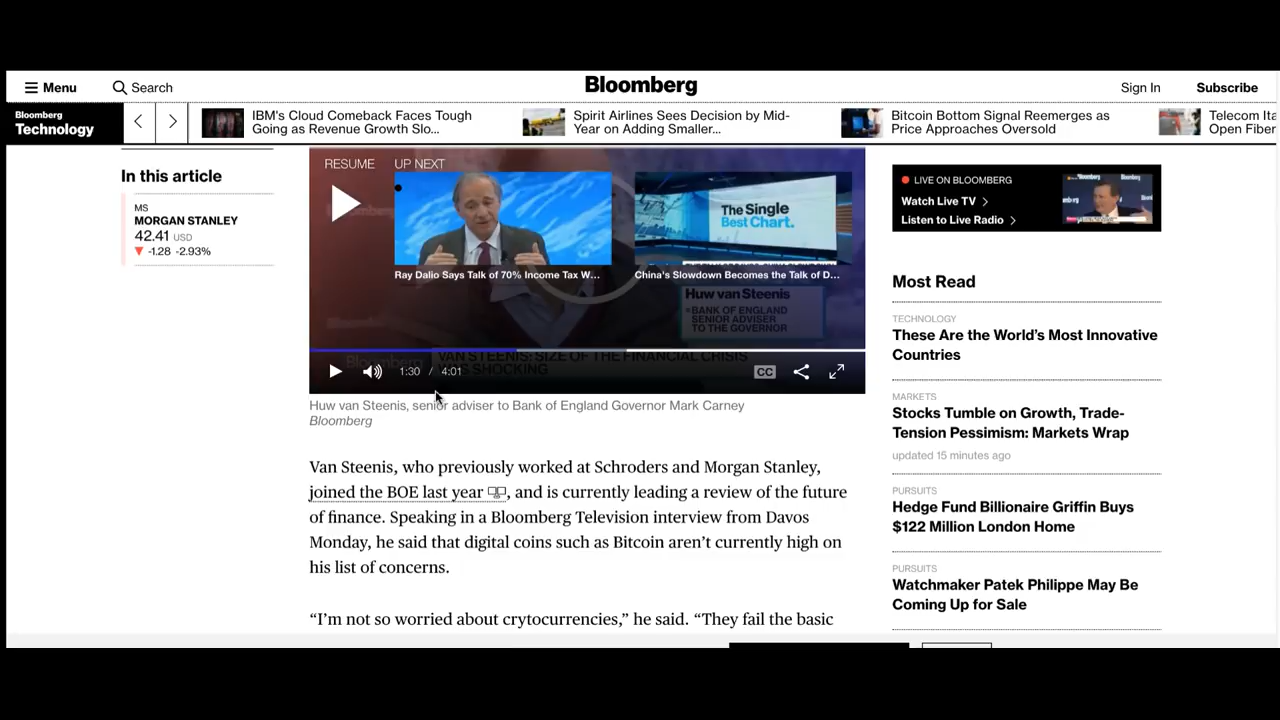 Menu
Search
Bloomberg
Sign In
Subscribe
Bloomberg
Technology
IBM's Cloud Comeback Faces Tough
Going as Revenue Growth Slo...
Spirit Airlines Sees Decision by Mid-
Year on Adding Smaller...
Bitcoin Bottom Signal Reemerges as
Price Approaches Oversold
Telecom Ita
Open Fiber
In this article
MS
MORGAN STANLEY
42.41 USD
-1.28 -2.93%
RESUME
UP NEXT
The Single
Best Chart.
Ray Dalio Says Talk of 70% Income Tax W...
China's Slowdown Becomes the Talk of D...
Huw van Steenis
BANK OF ENGLAND
SENIOR ADVISER
TO THE GOVERNOR
VAN STEENIS: SIZE OF THE FINANCIAL CRISIS
WAS SHOCKING
1:30 / 4:01
CC
Huw van Steenis, senior adviser to Bank of England Governor Mark Carney
Bloomberg
Van Steenis, who previously worked at Schroders and Morgan Stanley,
joined the BOE last year, and is currently leading a review of the future
of finance. Speaking in a Bloomberg Television interview from Davos
Monday, he said that digital coins such as Bitcoin aren't currently high on
his list of concerns.
“I'm not so worried about crytocurrencies,” he said. “They fail the basic
LIVE ON BLOOMBERG
Watch Live TV
Listen to Live Radio
Most Read
TECHNOLOGY
These Are the World's Most Innovative
Countries
MARKETS
Stocks Tumble on Growth, Trade-
Tension Pessimism: Markets Wrap
updated 15 minutes ago
PURSUITS
Hedge Fund Billionaire Griffin Buys
$122 Million London Home
PURSUITS
Watchmaker Patek Philippe May Be
Coming Up for Sale